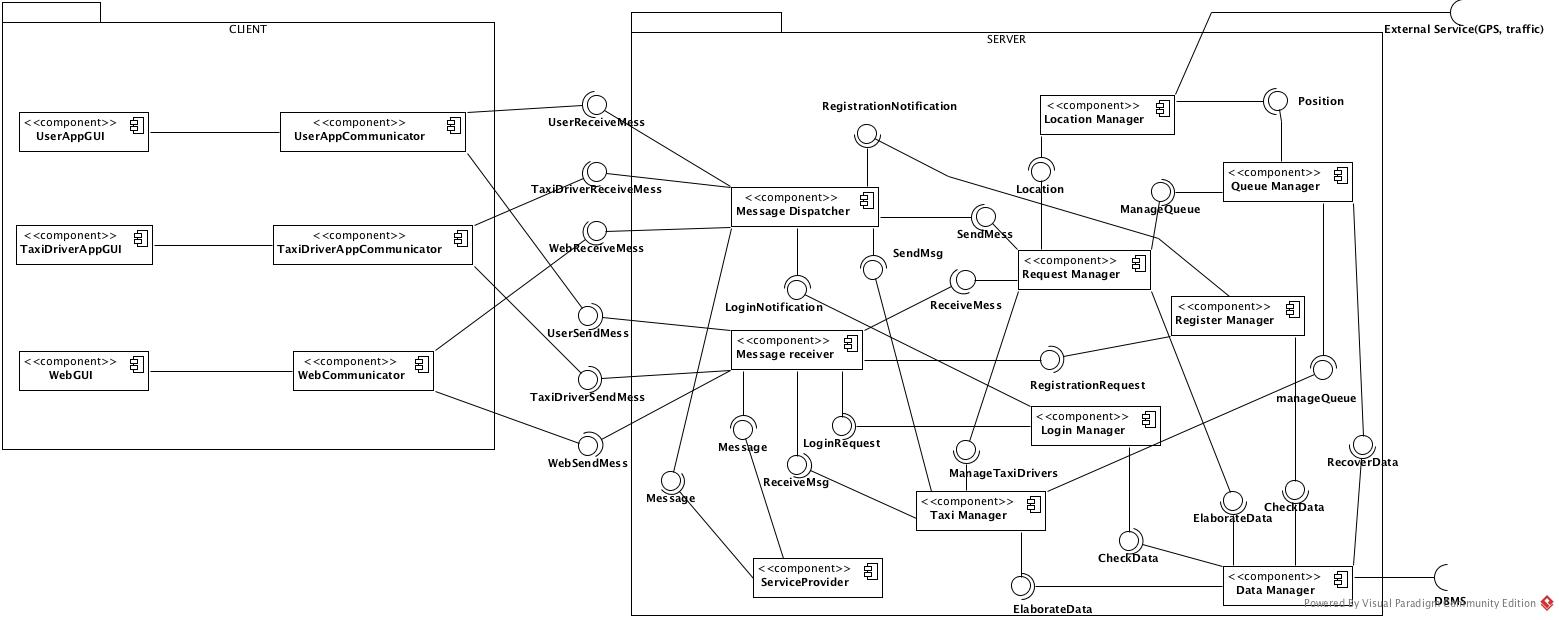 CLIENT
SERVER
External Service(GPS, traffic)
<<component>>
UserAppGUI
<<component>>
UserAppCommunicator
<<component>>
TaxiDriverAppGUI
<<component>>
TaxiDriverAppCommunicator
<<component>>
WebGUI
<<component>>
WebCommunicator
UserReceiveMess
TaxiDriverReceiveMess
WebReceiveMess
UserSendMess
TaxiDriverSendMess
WebSendMess
RegistrationNotification
<<component>>
Location Manager
Position
<<component>>
Message Dispatcher
Location
<<component>>
Queue Manager
ManageQueue
SendMess
SendMsg
<<component>>
Request Manager
LoginNotification
ReceiveMess
<<component>>
Register Manager
<<component>>
Message receiver
RegistrationRequest
manageQueue
Message
LoginRequest
<<component>>
Login Manager
ReceiveMsg
ManageTaxiDrivers
RecoverData
Message
<<component>>
Taxi Manager
ElaborateData
CheckData
CheckData
<<component>>
ServiceProvider
<<component>>
Data Manager
ElaborateData
DBMS
Powered By Visual Paradigm Community Edition